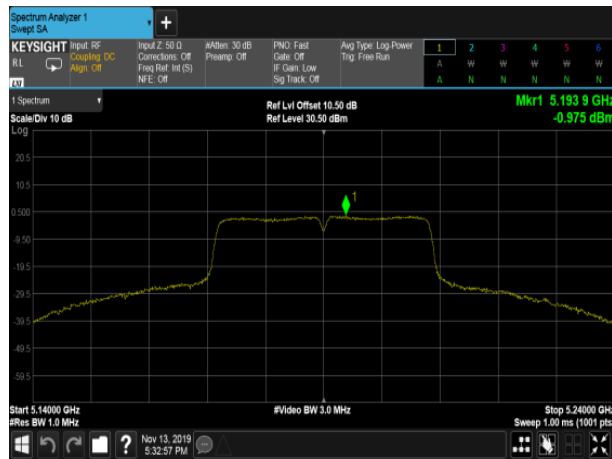 Spectrum Analyzer 1
Swept SA
KEYSIGHT
RL
Input: RF
Coupling: DC
Align: Off
Input Z: 50 Ω
Corrections: Off
Freq Ref: Int (S)
NFE: Off
#Atten: 30 dB
Preamp: Off
PNO: Fast
Gate: Off
IF Gain: Low
Sig Track: Off
Avg Type: Log-Power
Trig: Free Run
1 2 3 4 5 6
A W W W W W
A N N N N N
LXI
1 Spectrum
Scale/Div 10 dB
Log
Ref Lvl Offset 10.50 dB
Ref Level 30.50 dBm
Mkr1 5.193 9 GHz
-0.975 dBm
1
20.5
10.5
0.500
-9.50
-19.5
-29.5
-39.5
-49.5
-59.5
Start 5.14000 GHz
#Res BW 1.0 MHz
#Video BW 3.0 MHz
Stop 5.24000 GHz
Sweep 1.00 ms (1001 pts)
?
Nov 13, 2019
5:32:57 PM